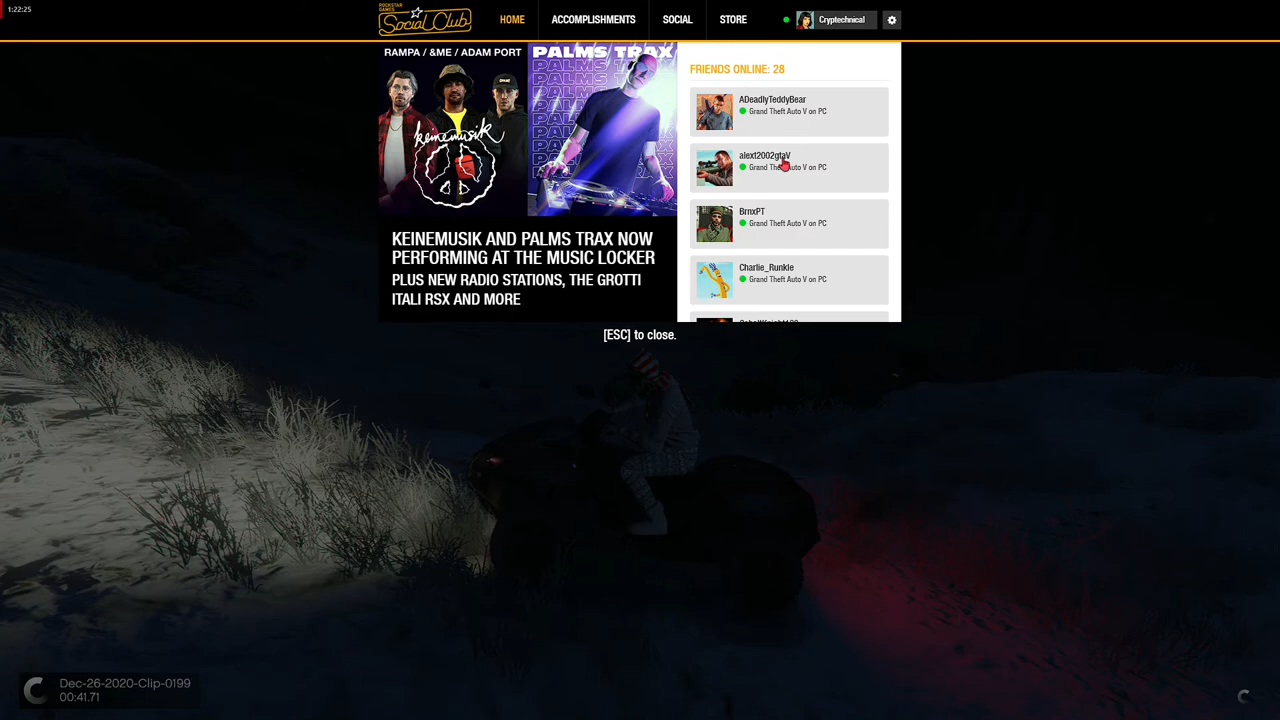 1:22:25
ROCKSTAR
GAMES
Social Club
HOME
ACCOMPLISHMENTS
SOCIAL
STORE
Cryptechnical
RAMPA / &ME / ADAM PORT
keinemusik
PALMS TRAX
PALMS TRAX
KEINEMUSIK AND PALMS TRAX NOW
PERFORMING AT THE MUSIC LOCKER
PLUS NEW RADIO STATIONS, THE GROTTI
ITALI RSX AND MORE
FRIENDS ONLINE: 28
ADeadlyTeddyBear
Grand Theft Auto V on PC
alext2002gtaV
Grand Auto V on PC
BrnxPT
Grand Theft Auto V on PC
Charlie_Runkle
Grand Theft Auto V on PC
[ESC] to close.
Dec-26-2020-Clip-0199
00:41.71